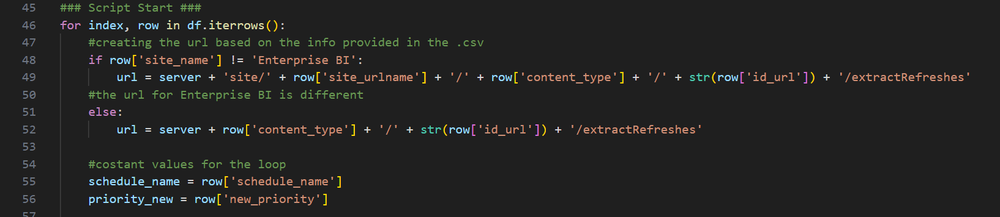 45 ### Script Start ###
46 for index, row in df.iterrows():
47 #creating the url based on the info provided in the .csv
48 if row['site_name'] != 'Enterprise BI':
49 url = server + 'site/' + row['site_urlname'] + '/' + row['content_type'] + '/' + str(row['id_url']) + '/extractRefreshes'
50 #the url for Enterprise BI is different
51 else:
52 url = server + row['content_type'] + '/' + str(row['id_url']) + '/extractRefreshes'
53
54 #costant values for the loop
55 schedule_name = row['schedule_name']
56 priority_new = row['new_priority']
57